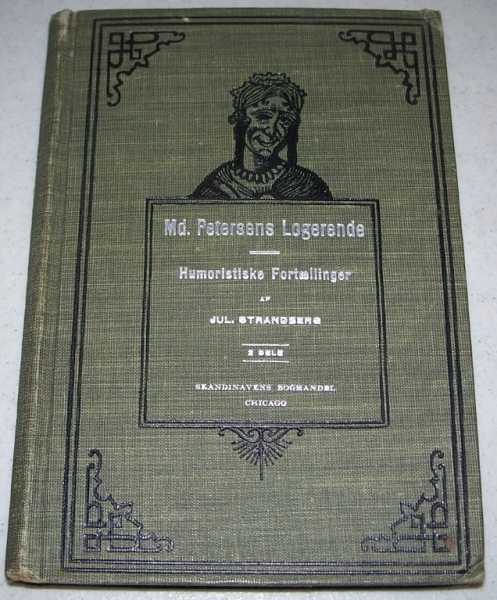 Md. Petersens Logerende
Humoristiske Fortællinger
AF
JUL. STRANDBERG
2 DELE
SKANDINAVENS BOGHANDEL
CHICAGO